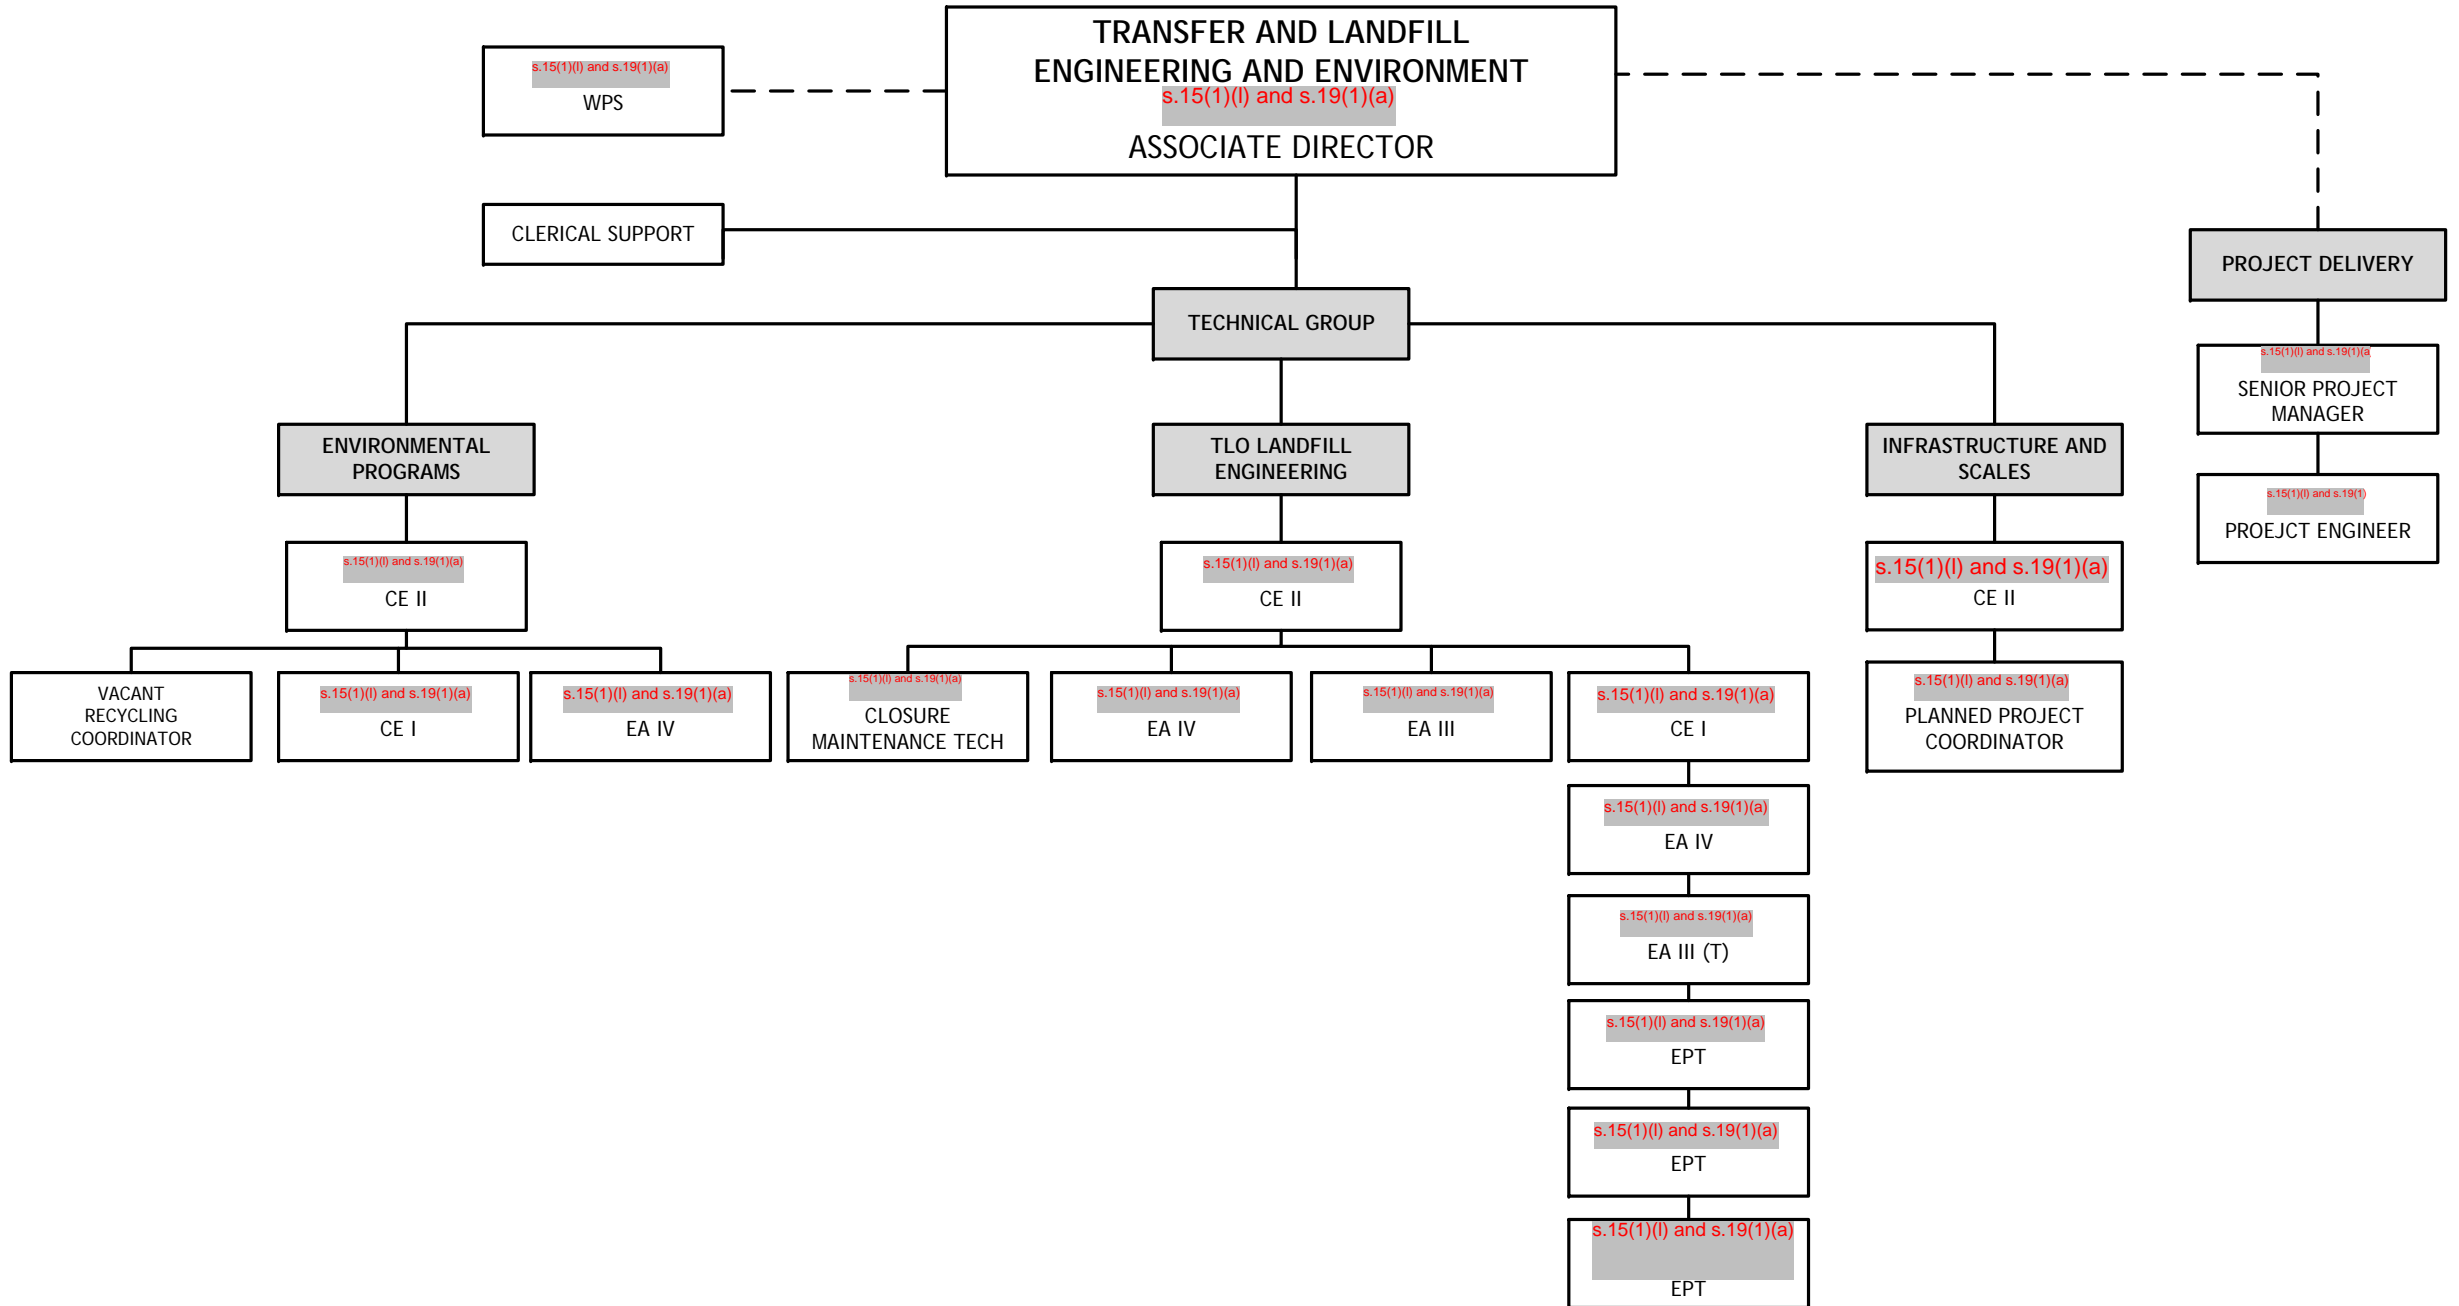 TRANSFER AND LANDFILL
ENGINEERING AND ENVIRONMENT
s.15(1)(l) and s.19(1)(a)
ASSOCIATE DIRECTOR
s.15(1)(l) and s.19(1)(a)
WPS
CLERICAL SUPPORT
PROJECT DELIVERY
s.15(1)(l) and s.19(1)(a
SENIOR PROJECT
MANAGER
s.15(1)(l) and s.19(1)
PROEJCT ENGINEER
TECHNICAL GROUP
ENVIRONMENTAL
PROGRAMS
TLO LANDFILL
ENGINEERING
INFRASTRUCTURE AND
SCALES
s.15(1)(l) and s.19(1)(a)
CE II
s.15(1)(l) and s.19(1)(a)
CE II
s.15(1)(l) and s.19(1)(a)
CE II
VACANT
RECYCLING
COORDINATOR
s.15(1)(l) and s.19(1)(a)
CE I
s.15(1)(l) and s.19(1)(a)
EA IV
s.15(1)(l) and s.19(1)(a)
CLOSURE
MAINTENANCE TECH
s.15(1)(l) and s.19(1)(a)
EA IV
s.15(1)(l) and s.19(1)(a)
EA III
s.15(1)(l) and s.19(1)(a)
CE I
s.15(1)(l) and s.19(1)(a)
PLANNED PROJECT
COORDINATOR
s.15(1)(l) and s.19(1)(a)
EA IV
s.15(1)(l) and s.19(1)(a)
EA III (T)
s.15(1)(l) and s.19(1)(a)
EPT
s.15(1)(l) and s.19(1)(a)
EPT
s.15(1)(l) and s.19(1)(a)
EPT